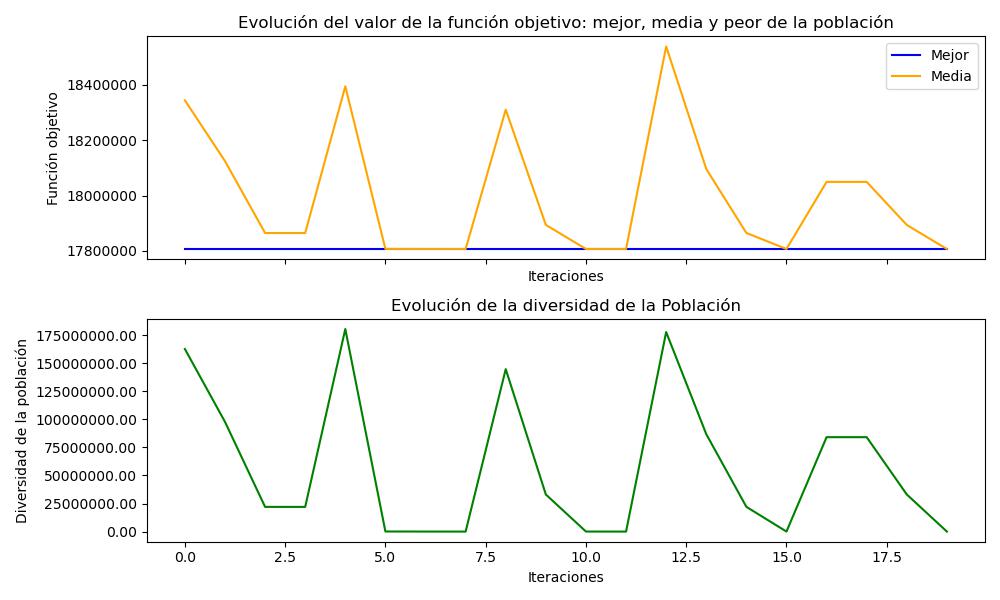 Evolución del valor de la función objetivo: mejor, media y peor de la población
Función objetivo
18400000
18200000
18000000
17800000
Mejor
Media
Iteraciones
Evolución de la diversidad de la Población
Diversidad de la población
175000000.00
150000000.00
125000000.00
100000000.00
75000000.00
50000000.00
25000000.00
0.00
0.0 2.5 5.0 7.5 10.0 12.5 15.0 17.5
Iteraciones